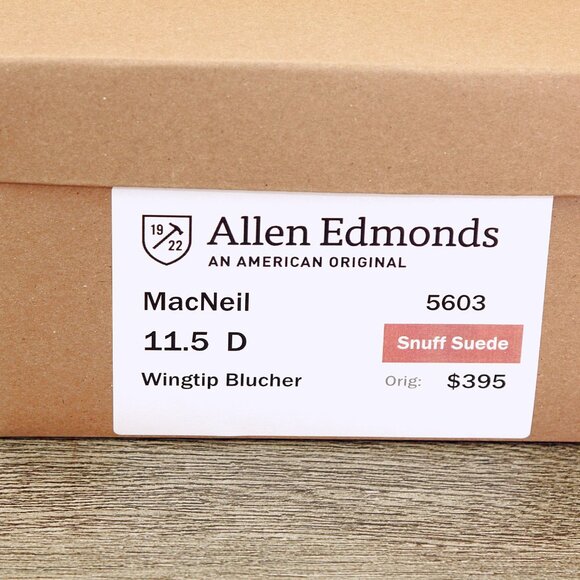 19
22
Allen Edmonds
AN AMERICAN ORIGINAL
MacNeil 5603
11.5 D Snuff Suede
Wingtip Blucher Orig: $395